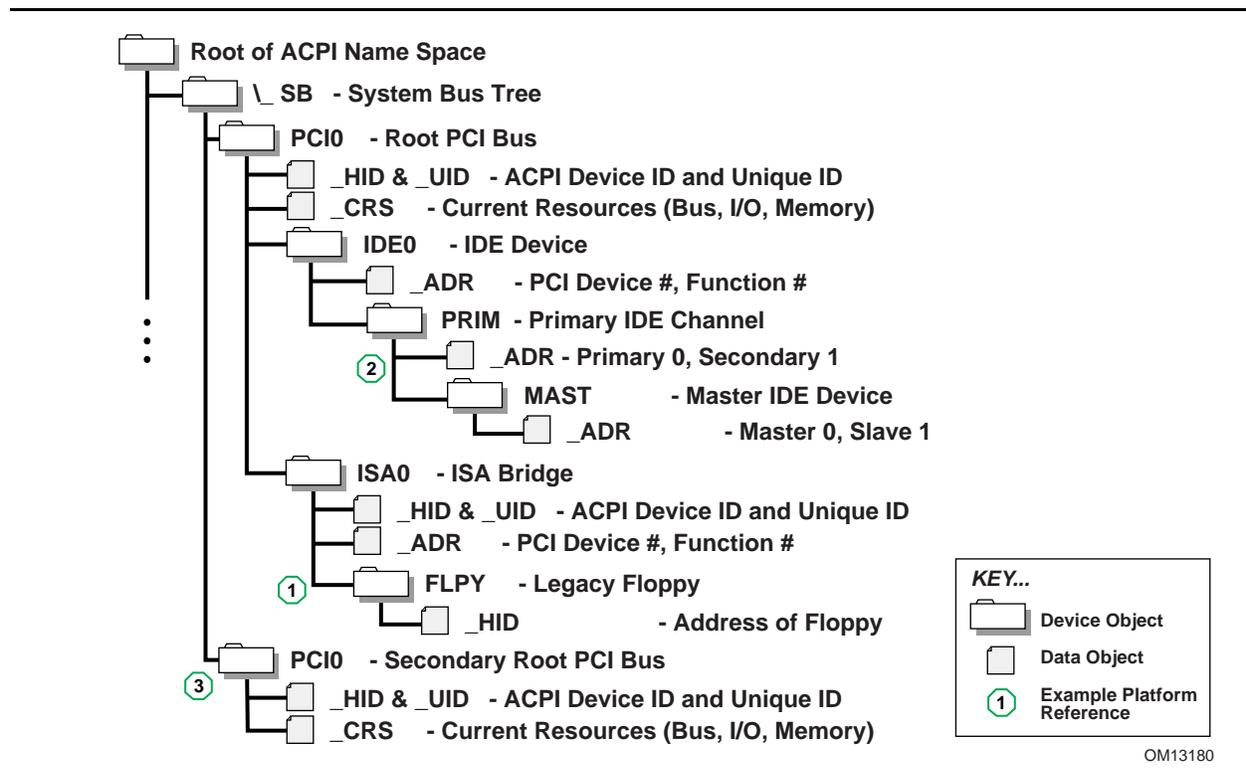 Root of ACPI Name Space
\_ SB - System Bus Tree
PCI0 - Root PCI Bus
_HID & _UID - ACPI Device ID and Unique ID
_CRS - Current Resources (Bus, I/O, Memory)
IDE0 - IDE Device
_ADR - PCI Device #, Function #
PRIM - Primary IDE Channel
2
_ADR - Primary 0, Secondary 1
MAST - Master IDE Device
_ADR - Master 0, Slave 1
ISA0 - ISA Bridge
_HID & _UID - ACPI Device ID and Unique ID
_ADR - PCI Device #, Function #
1
FLPY - Legacy Floppy
_HID - Address of Floppy
PCI0 - Secondary Root PCI Bus
3
_HID & _UID - ACPI Device ID and Unique ID
_CRS - Current Resources (Bus, I/O, Memory)
KEY...
Device Object
Data Object
1
Example Platform
Reference
OM13180